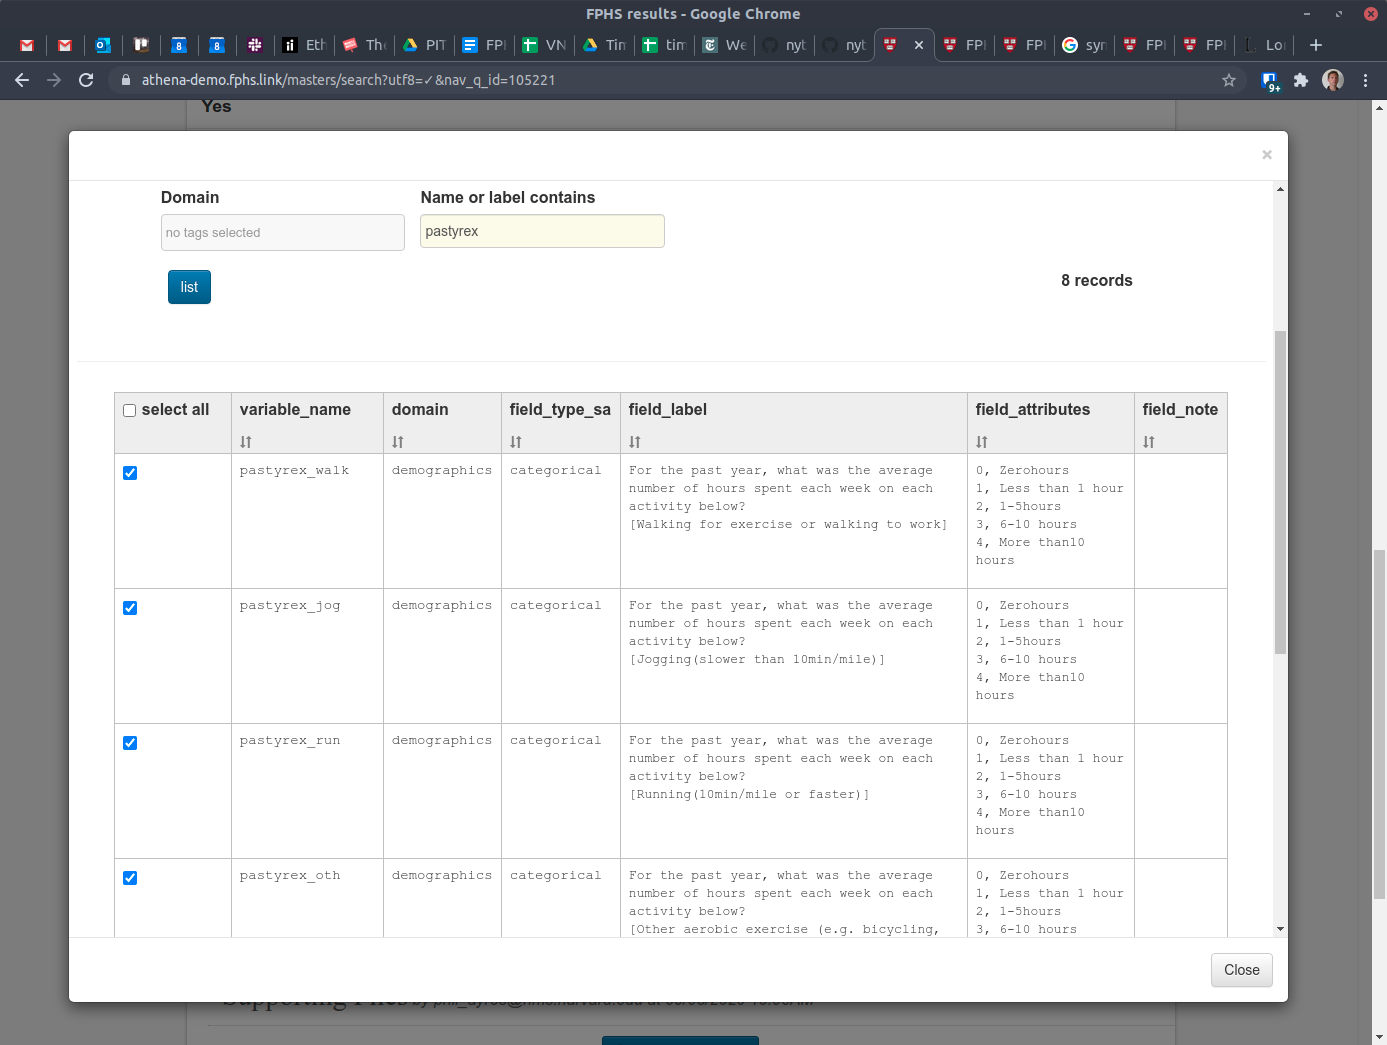 FPHS results - Google Chrome
8
8
Eth
The
PIT
FPI
VN
Tim
tim
We
nyt
nyt
FPI
FPI
syn
FPI
FPI
Lo
athena-demo.fphs.link/masters/search?utf8=✓&nav_q_id=105221
9+
Yes
×
Domain
Name or label contains
no tags selected
pastyrex
list
8 records
select all
variable_name
domain
field_type_sa
field_label
field_attributes
field_note
pastyrex_walk
demographics
categorical
For the past year, what was the average
number of hours spent each week on each
activity below?
[Walking for exercise or walking to work]
0, Zerohours
1, Less than 1 hour
2, 1-5hours
3, 6-10 hours
4, More than10
hours
pastyrex_jog
demographics
categorical
For the past year, what was the average
number of hours spent each week on each
activity below?
[Jogging(slower than 10min/mile)]
0, Zerohours
1, Less than 1 hour
2, 1-5hours
3, 6-10 hours
4, More than10
hours
pastyrex_run
demographics
categorical
For the past year, what was the average
number of hours spent each week on each
activity below?
[Running(10min/mile or faster)]
0, Zerohours
1, Less than 1 hour
2, 1-5hours
3, 6-10 hours
4, More than10
hours
pastyrex_oth
demographics
categorical
For the past year, what was the average
number of hours spent each week on each
activity below?
[Other aerobic exercise (e.g. bicycling,
0, Zerohours
1, Less than 1 hour
2, 1-5hours
3, 6-10 hours
Close